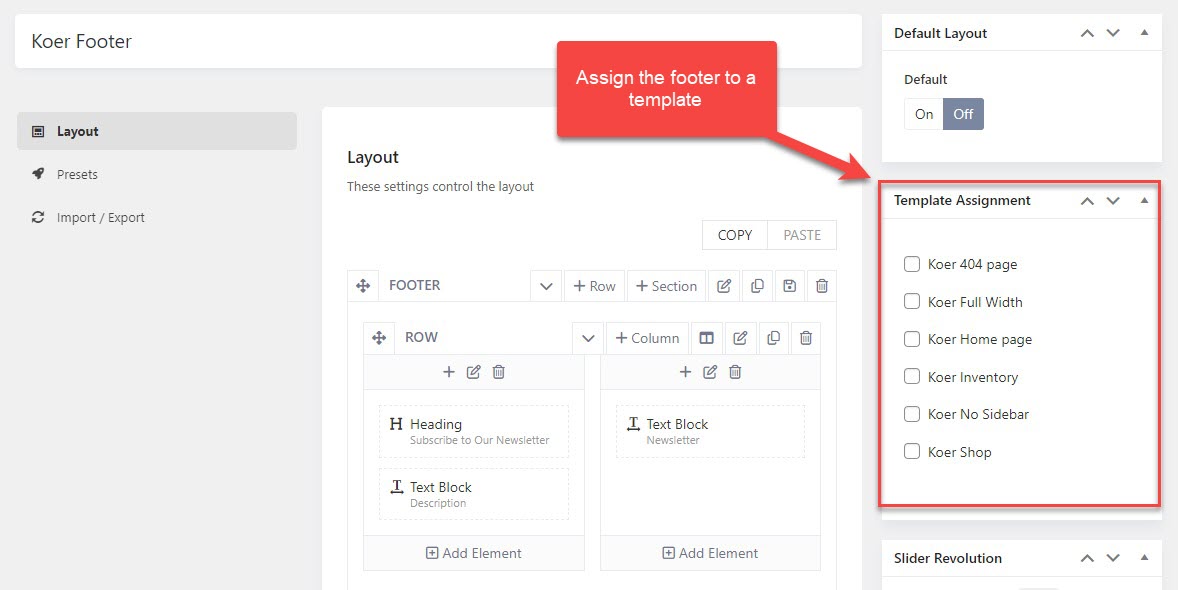 Koer Footer
Layout
Presets
Import / Export
Layout
These settings control the layout
COPY
PASTE
FOOTER
Row
Section
ROW
Column
H Heading
Subscribe to Our Newsletter
T Text Block
Description
Add Element
T Text Block
Newsletter
Add Element
Assign the footer to a
template
Default Layout
Default
On
Off
Template Assignment
Koer 404 page
Koer Full Width
Koer Home page
Koer Inventory
Koer No Sidebar
Koer Shop
Slider Revolution